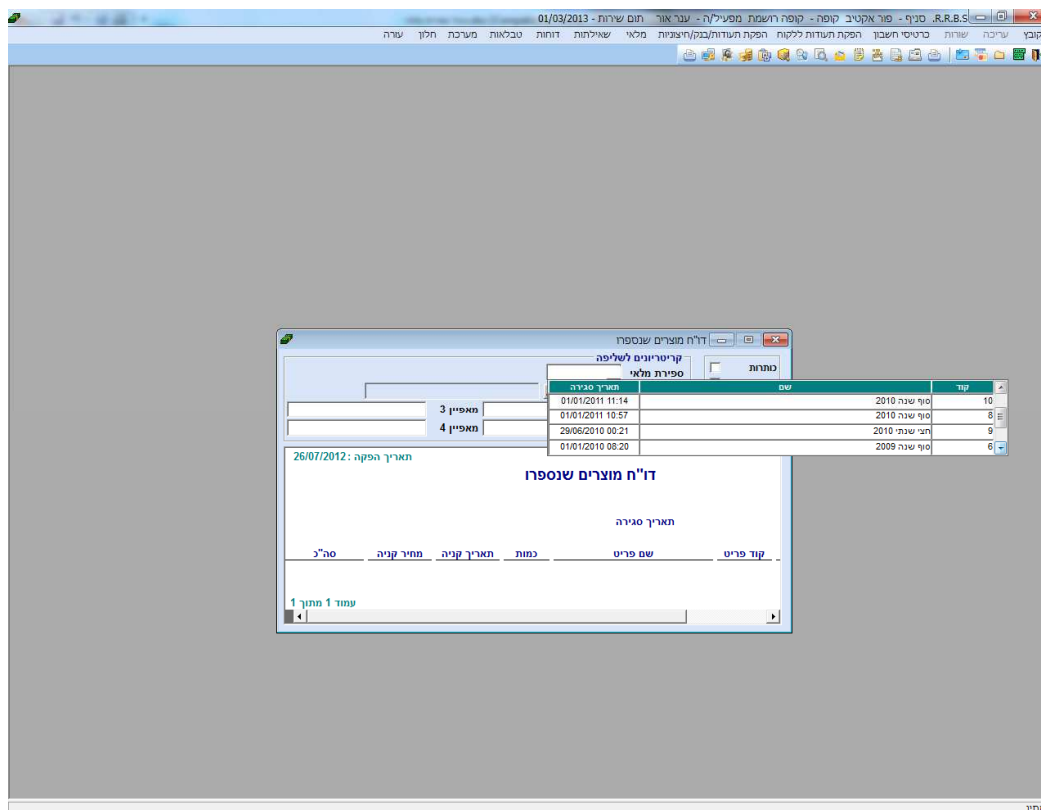 R.R.B.S. סניף - פור אקטיב קופה - קופה רושמת מפעיל/ה - ענר אור תום שירות - 01/03/2013
קובץ עריכה שורות כרטיסי חשבון הפקת תעודות ללקוח הפקת תעודות/בנק/חיצוניות מלאי שאילתות דוחות טבלאות מערכת חלון עזרה
דו"ח מוצרים שנספרו
קריטריונים לשליפה
כותרות
ספירת מלאי
קוד שם תאריך סגירה
10 סוף שנה 2010 01/01/2011 11:14
8 סוף שנה 2010 01/01/2011 10:57
9 חצי שנתי 2010 29/06/2010 00:21
6 סוף שנה 2009 01/01/2010 08:20
מאפיין 3
מאפיין 4
תאריך הפקה : 26/07/2012
דו"ח מוצרים שנספרו
תאריך סגירה
קוד פריט שם פריט כמות תאריך קניה מחיר קניה סה"כ
עמוד 1 מתוך 1